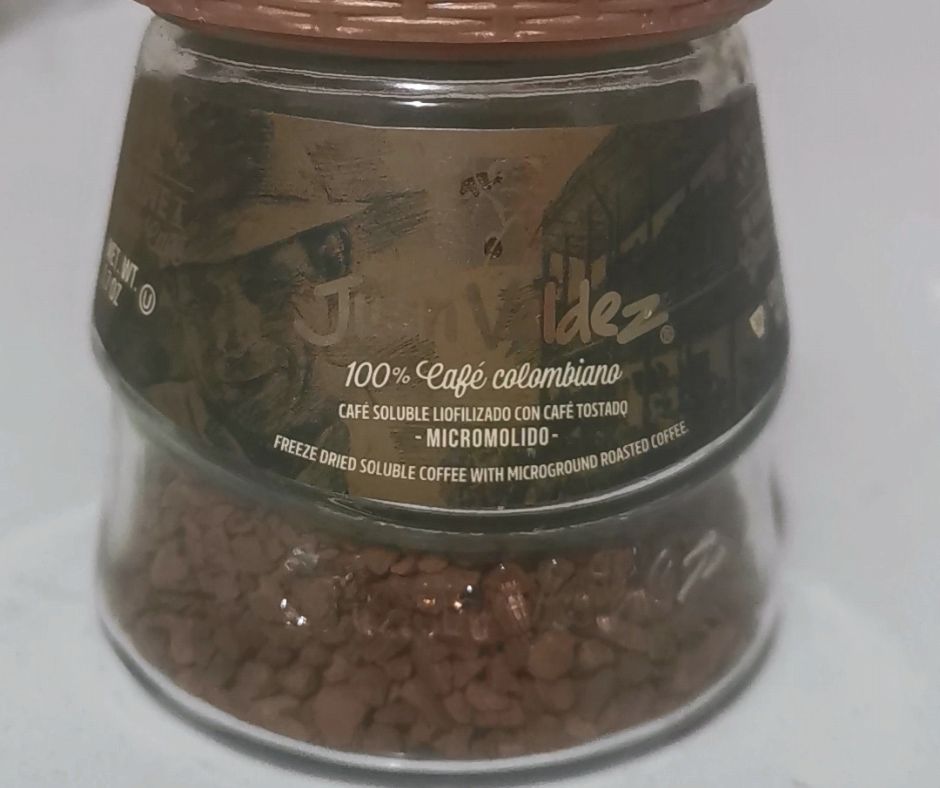 NET. WT.
OZ
U
Juan Valdez®
100% Café colombiano
CAFÉ SOLUBLE LIOFILIZADO CON CAFÉ TOSTADO
- MICROMOLIDO -
FREEZE DRIED SOLUBLE COFFEE WITH MICROGROUND ROASTED COFFEE